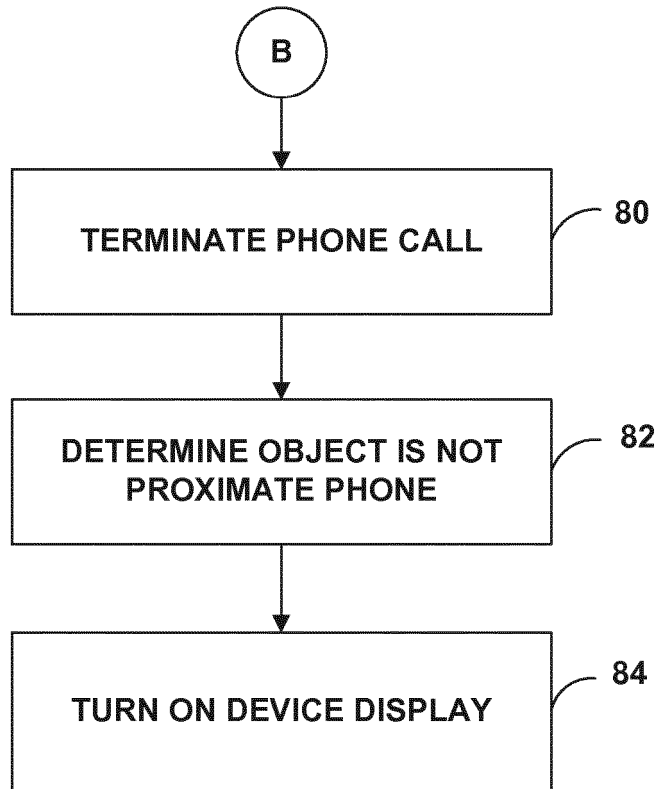 B
TERMINATE PHONE CALL
80
DETERMINE OBJECT IS NOT
PROXIMATE PHONE
82
TURN ON DEVICE DISPLAY
84